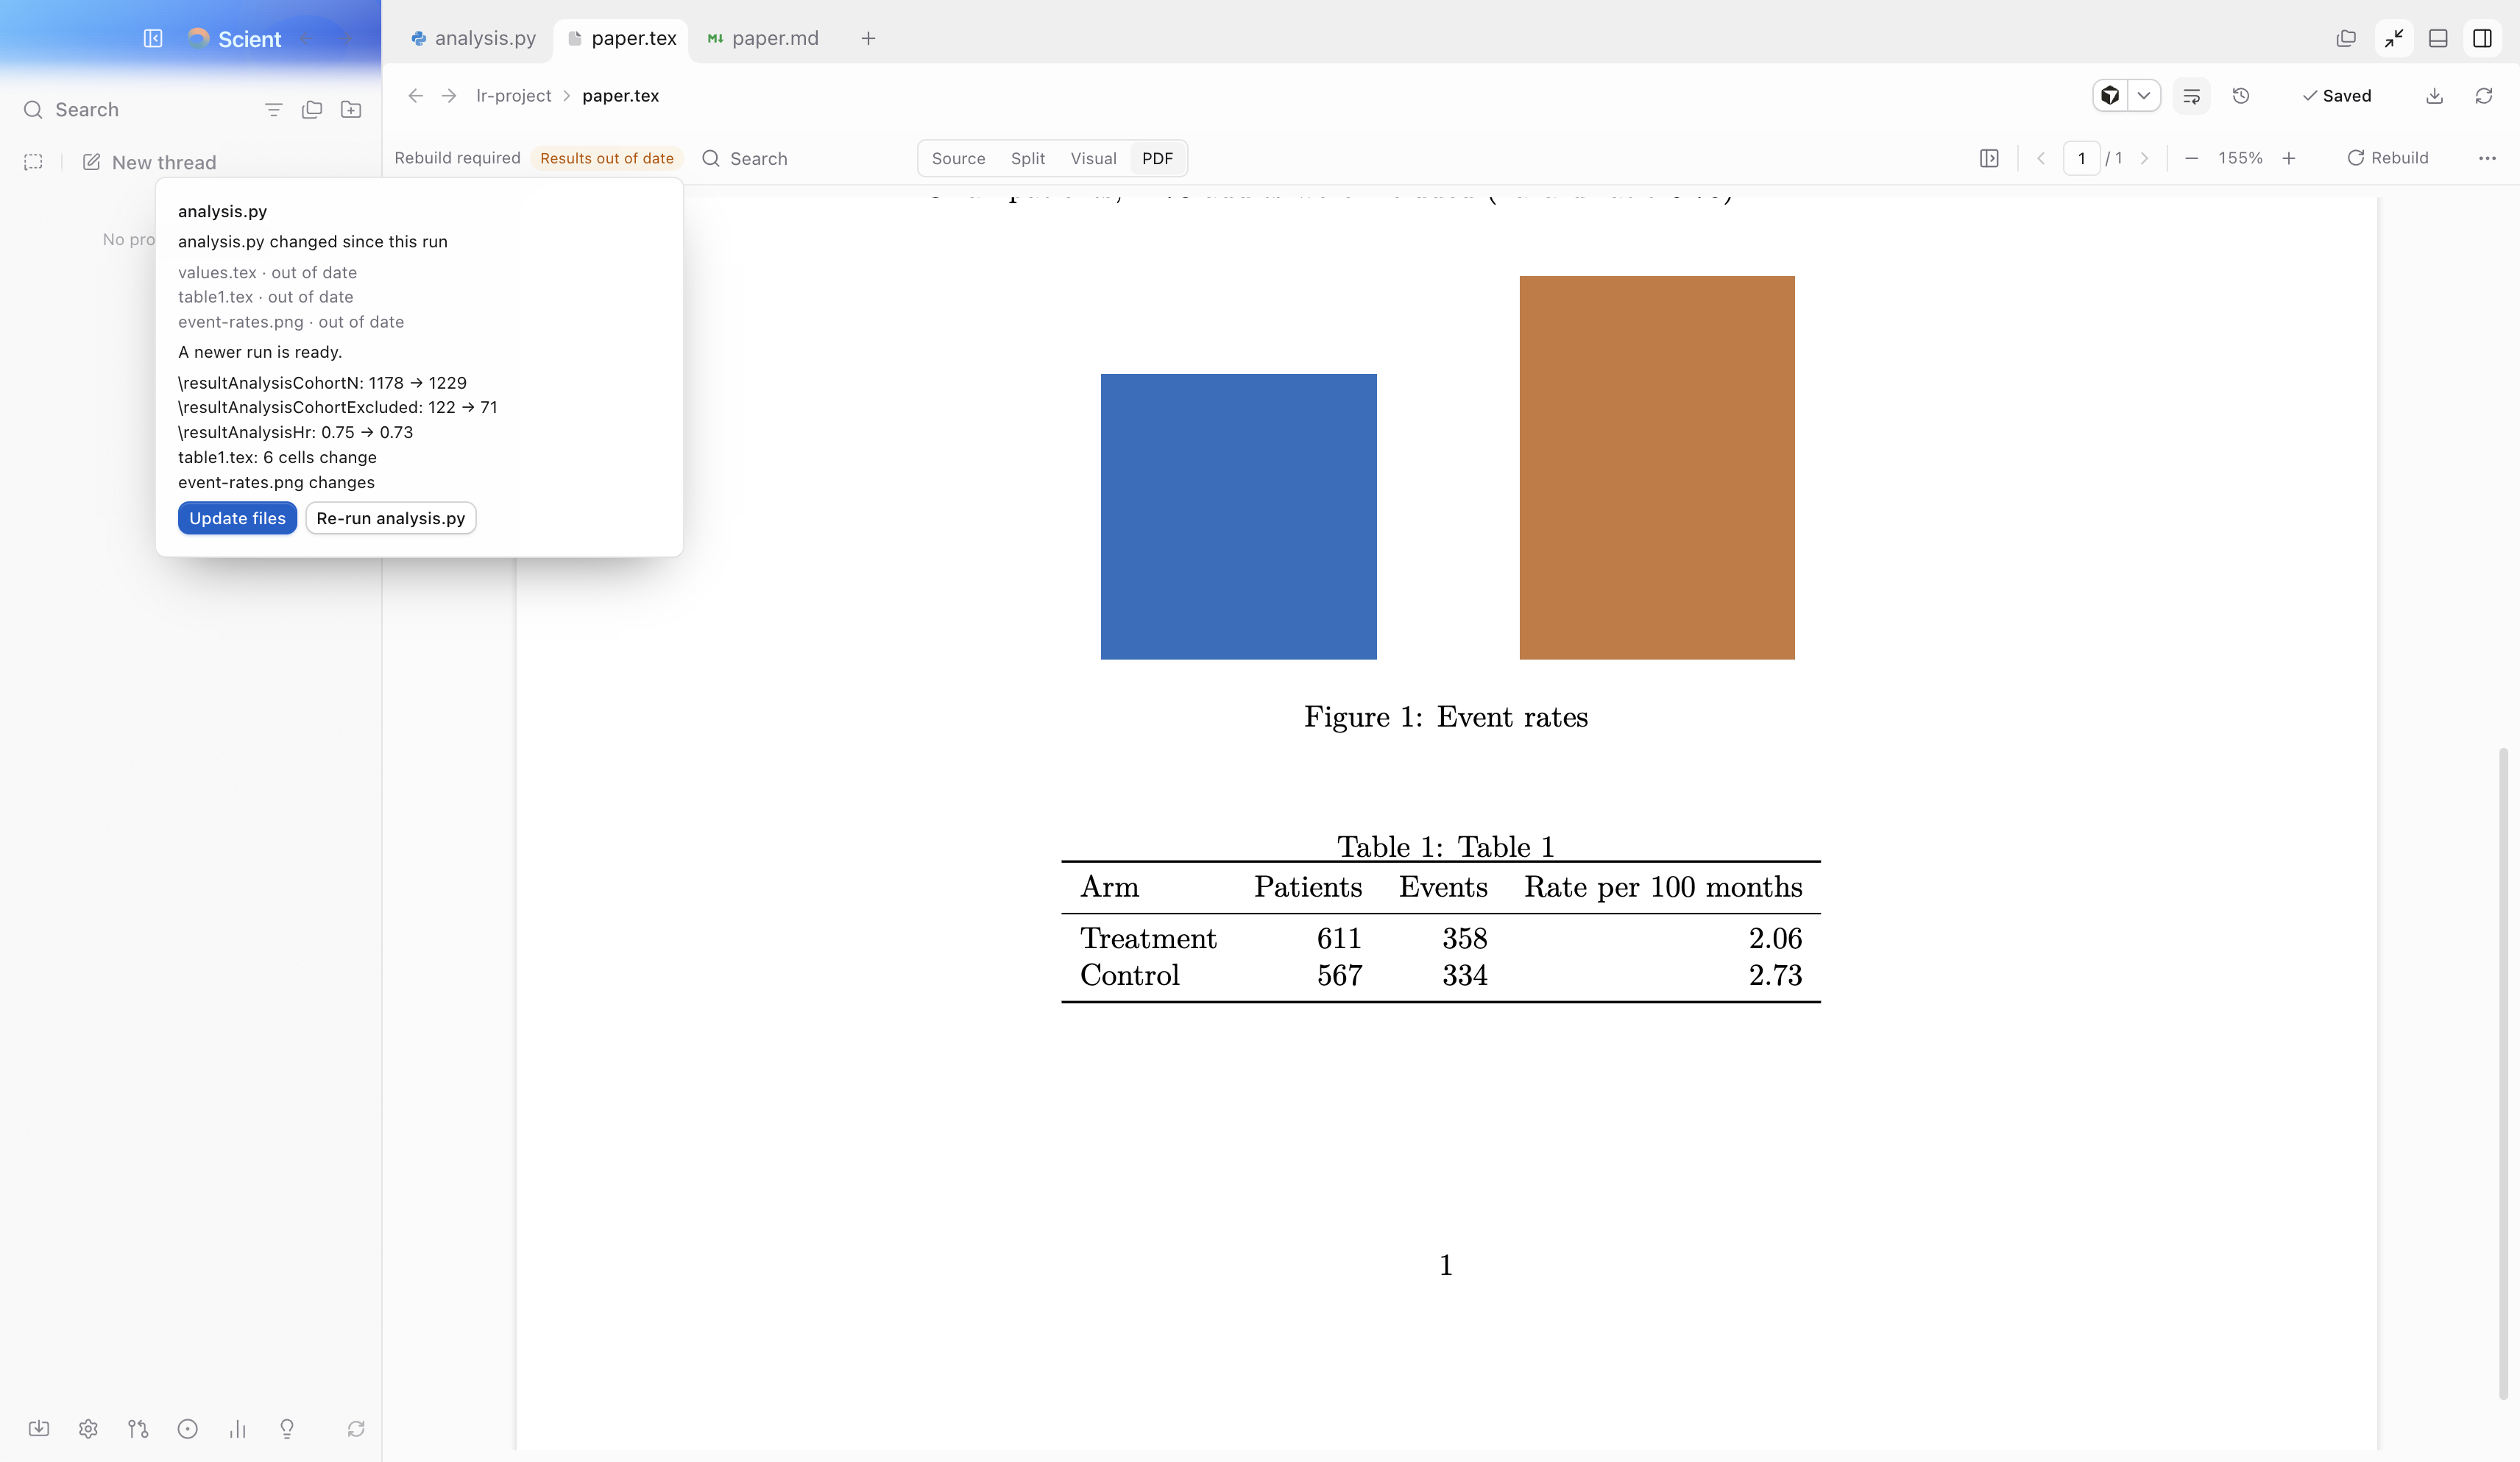 Scient
analysis.py
paper.tex
paper.md
Search
lr-project > paper.tex
Saved
New thread
Rebuild required
Results out of date
Search
Source Split Visual PDF
1 / 1
155%
Rebuild
No pro
analysis.py
analysis.py changed since this run
values.tex · out of date
table1.tex · out of date
event-rates.png · out of date
A newer run is ready.
\resultAnalysisCohortN: 1178 → 1229
\resultAnalysisCohortExcluded: 122 → 71
\resultAnalysisHr: 0.75 → 0.73
table1.tex: 6 cells change
event-rates.png changes
Update files
Re-run analysis.py
Figure 1: Event rates
Table 1: Table 1
Arm Patients Events Rate per 100 months
Treatment 611 358 2.06
Control 567 334 2.73
1